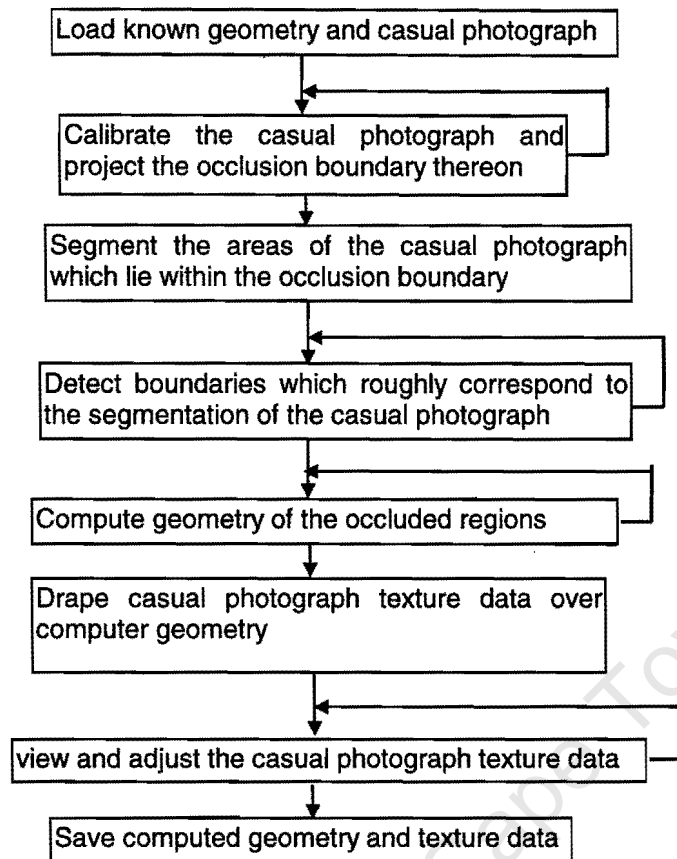 Load known geometry and casual photograph
Calibrate the casual photograph and
project the occlusion boundary thereon
Segment the areas of the casual photograph
which lie within the occlusion boundary
Detect boundaries which roughly correspond to
the segmentation of the casual photograph
Compute geometry of the occluded regions
Drape casual photograph texture data over
computer geometry
view and adjust the casual photograph texture data
Save computed geometry and texture data